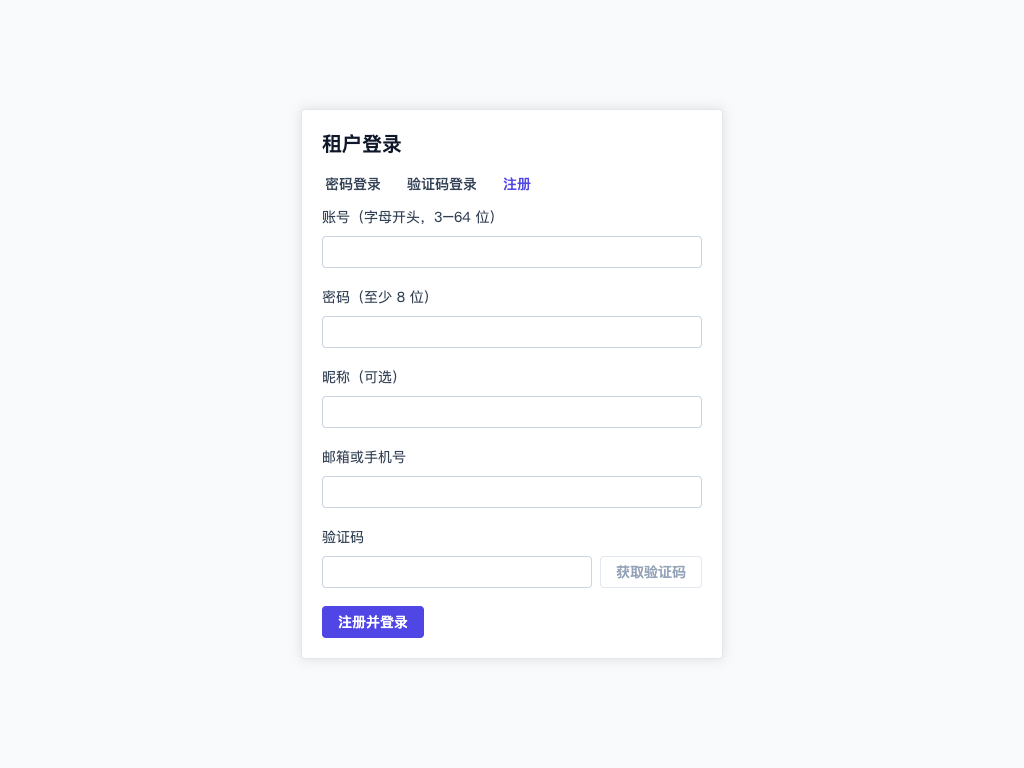 租户登录
密码登录 验证码登录 注册
账号（字母开头，3—64 位）
密码（至少 8 位）
昵称（可选）
邮箱或手机号
验证码
获取验证码
注册并登录